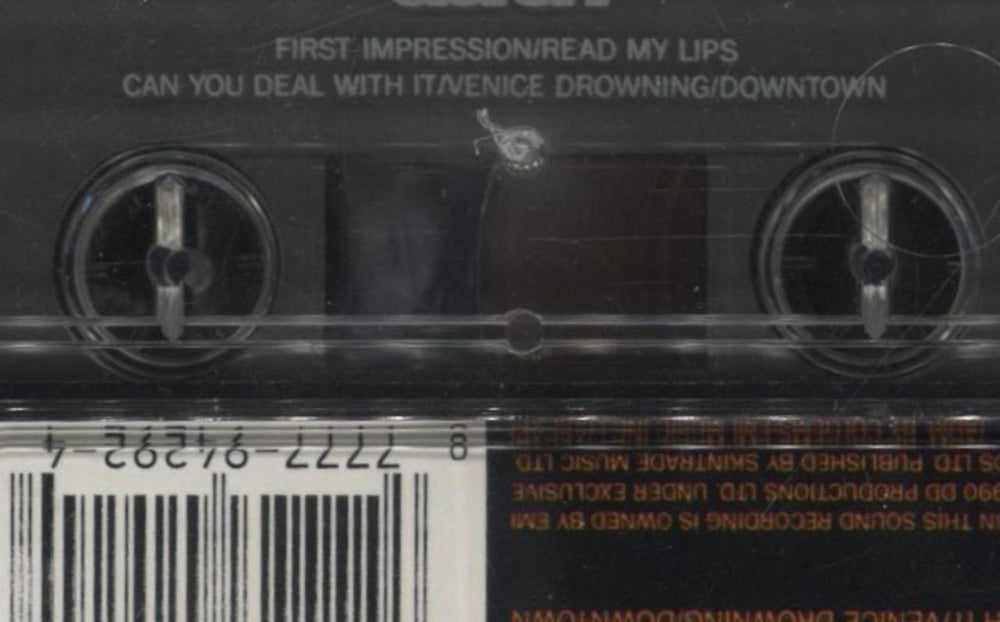 FIRST IMPRESSION/READ MY LIPS
CAN YOU DEAL WITH IT/VENICE DROWNING/DOWNTOWN
7777-94292-4
IT/VENICE DROWNING/DOWNTOWN
IN THIS SOUND RECORDING IS OWNED BY EMI
990 DD PRODUCTIONS LTD. UNDER EXCLUSIVE
LTD PUBLISHED BY SKINTRADE MUSIC LTD